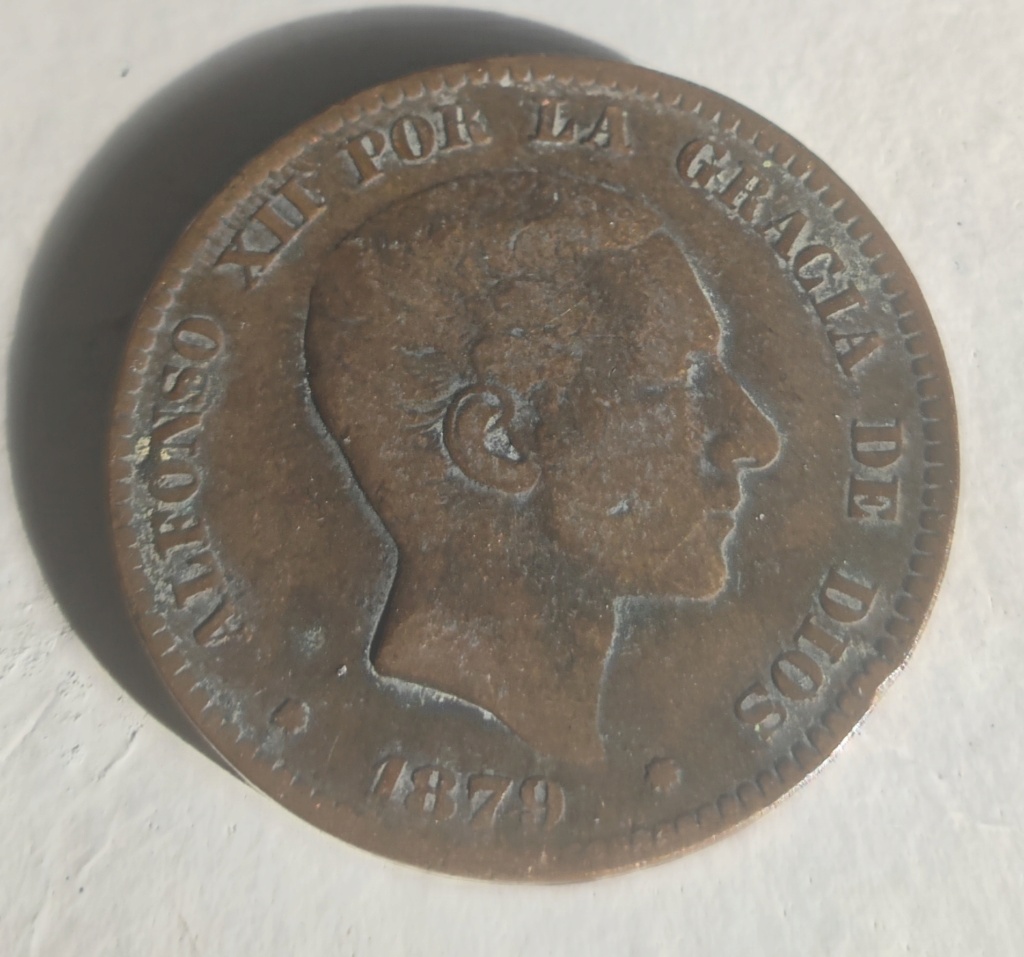 ALFONSO XII POR LA GRACIA DE DIOS
1879